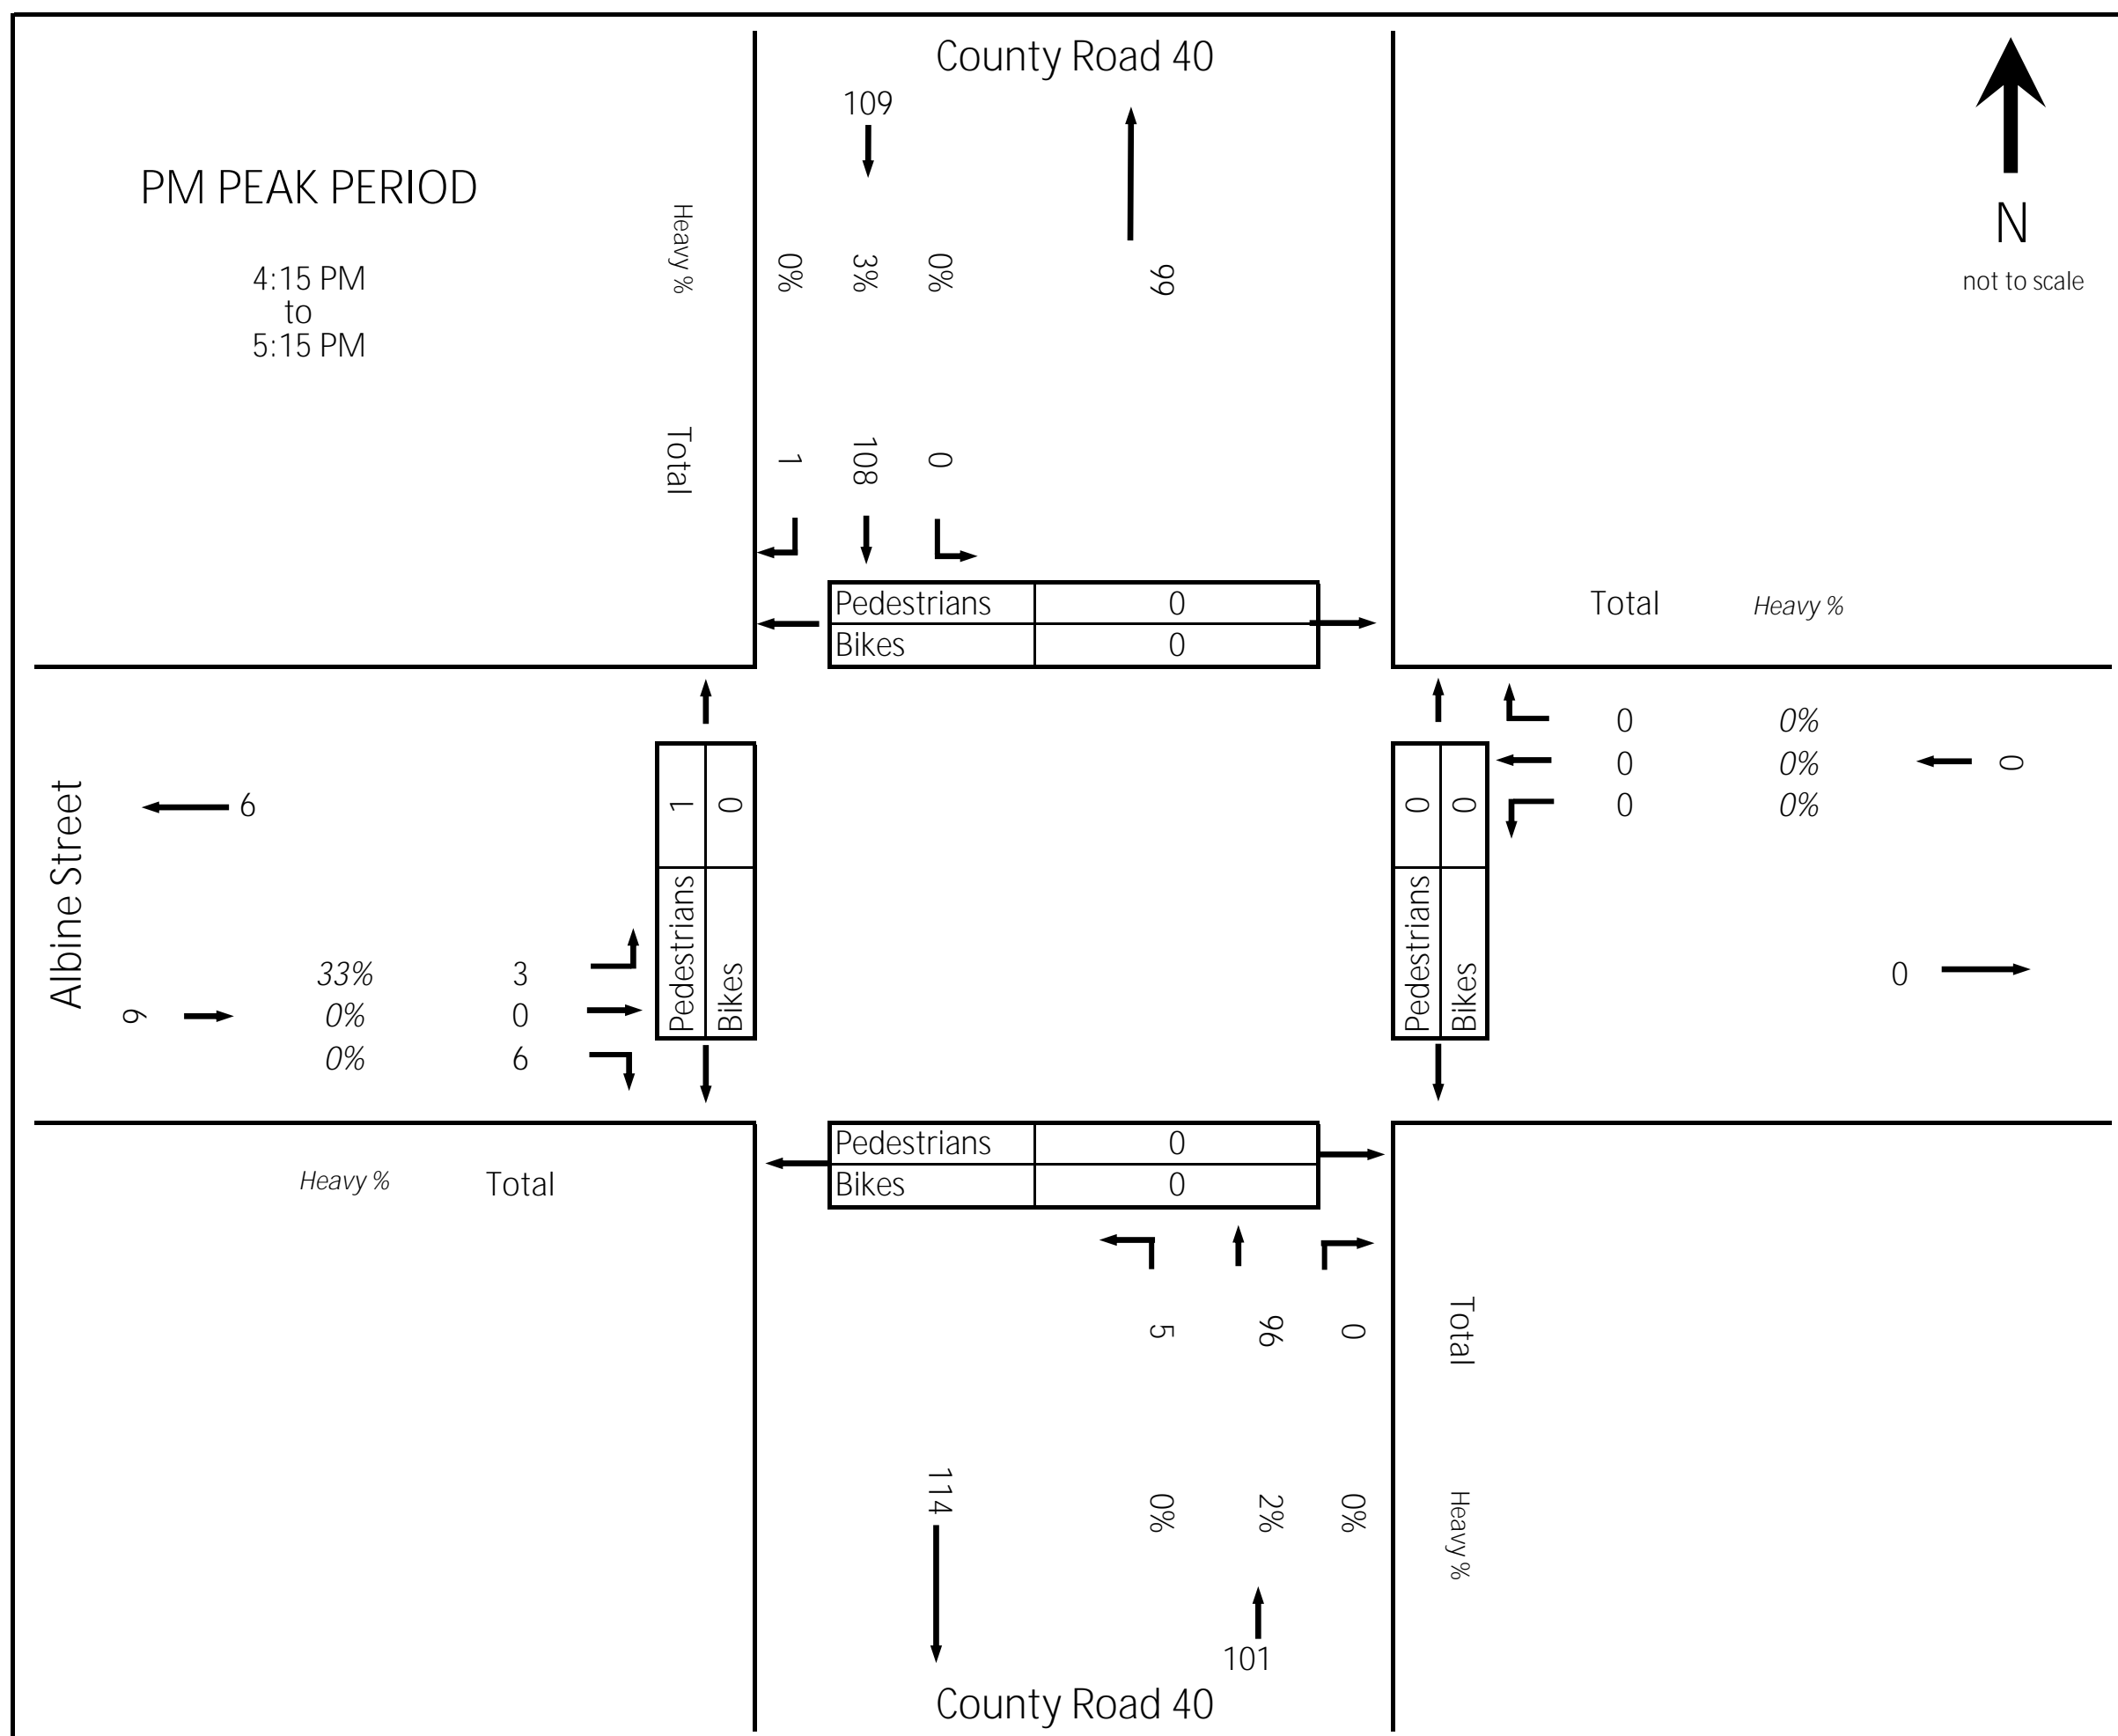 County Road 40
109
PM PEAK PERIOD
4:15 PM
to
5:15 PM
Heavy %
0%
3%
0%
99
N
not to scale
Total
1
108
0
Pedestrians 0
Bikes 0
Total Heavy %
0 0%
0 0%
0 0%
0
Albine Street
6
Pedestrians 1
Bikes 0
Pedestrians 0
Bikes 0
33% 3
0% 0
0% 6
9
0
Pedestrians 0
Bikes 0
Heavy % Total
5
96
0
Total
114
0%
2%
0%
Heavy %
101
County Road 40